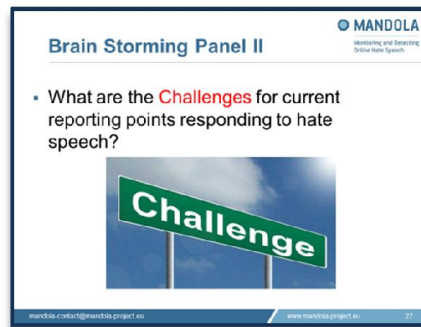 MANDOLA
Monitoring and Detecting
Online Hate Speech
Brain Storming Panel II
What are the Challenges for current
reporting points responding to hate
speech?
Challenge
mandola-contact@mandola-project.eu
www.mandola-project.eu
27